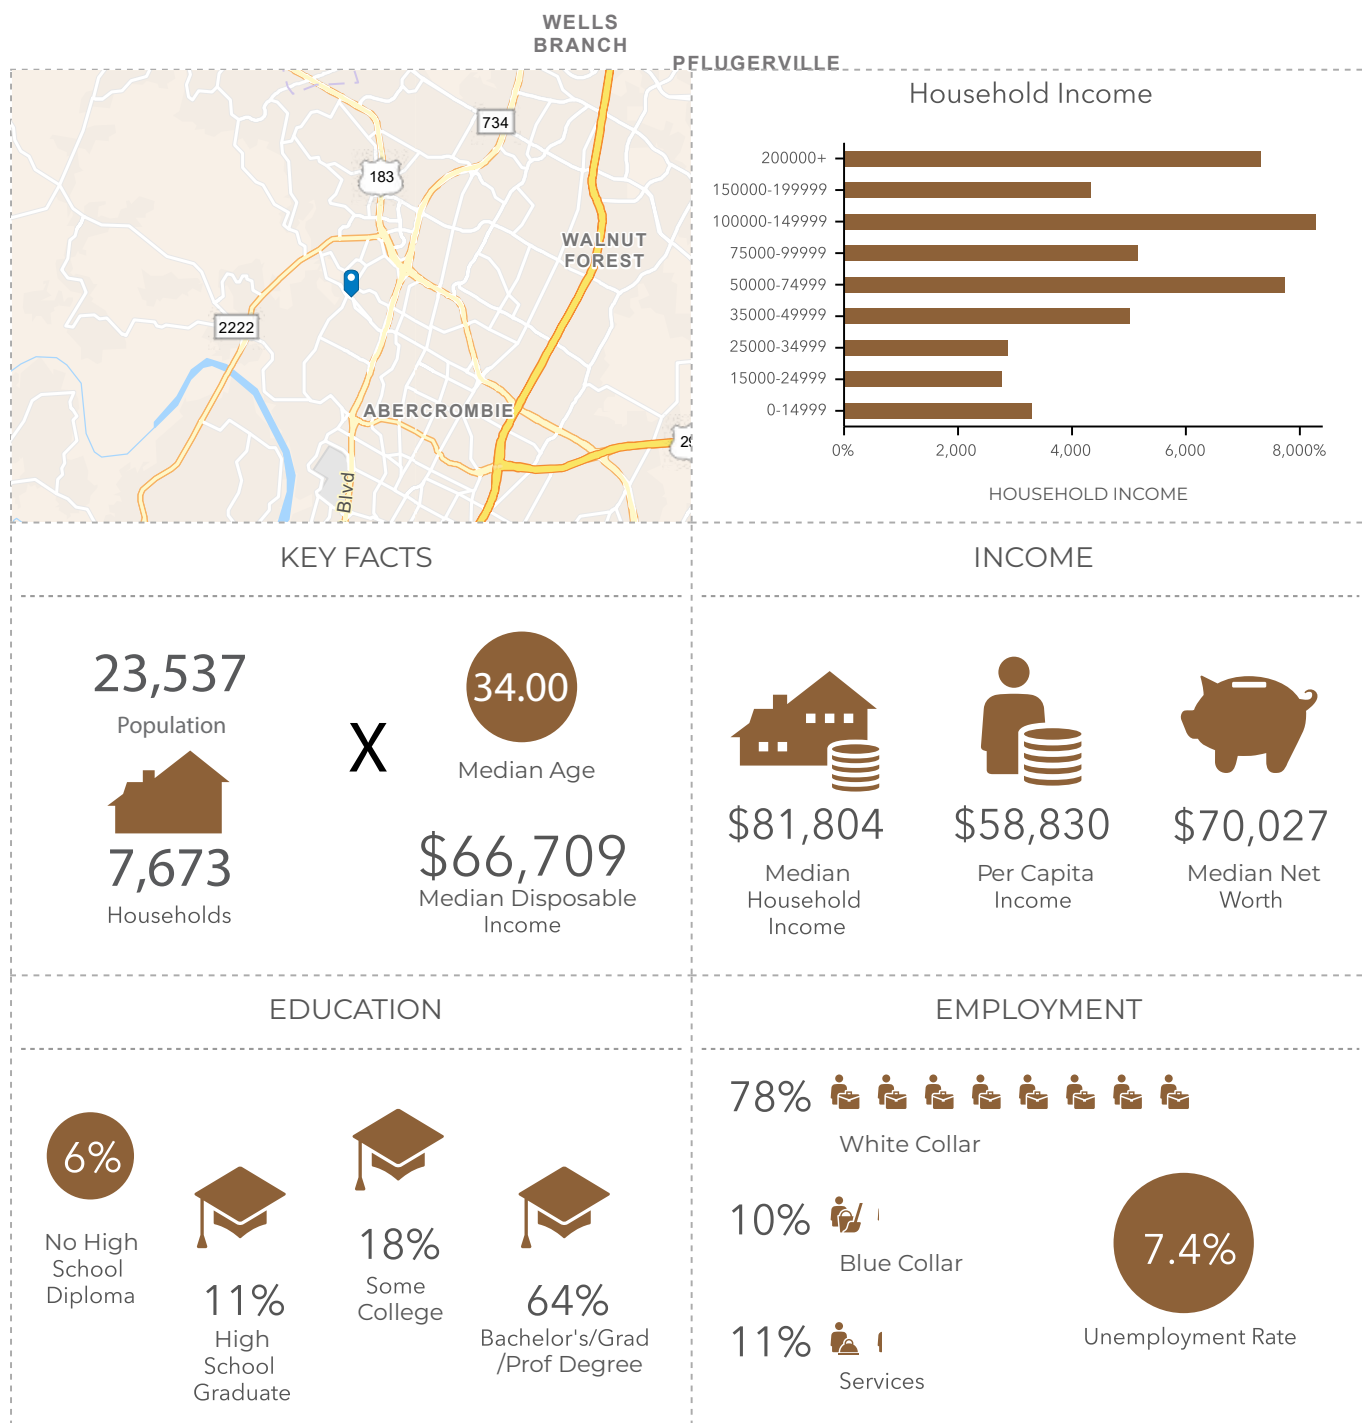 WELLS
BRANCH
PFLUGERVILLE
734
183
WALNUT
FOREST
2222
ABERCROMBIE
Blvd
Household Income
200000+
150000-199999
100000-149999
75000-99999
50000-74999
35000-49999
25000-34999
15000-24999
0-14999
0%
2,000
4,000
6,000
8,000%
HOUSEHOLD INCOME
KEY FACTS
23,537
Population
7,673
Households
X
34.00
Median Age
$66,709
Median Disposable
Income
INCOME
$81,804
Median
Household
Income
$58,830
Per Capita
Income
$70,027
Median Net
Worth
EDUCATION
6%
No High
School
Diploma
11%
High
School
Graduate
18%
Some
College
64%
Bachelor's/Grad
/Prof Degree
EMPLOYMENT
78%
White Collar
10%
Blue Collar
11%
Services
7.4%
Unemployment Rate